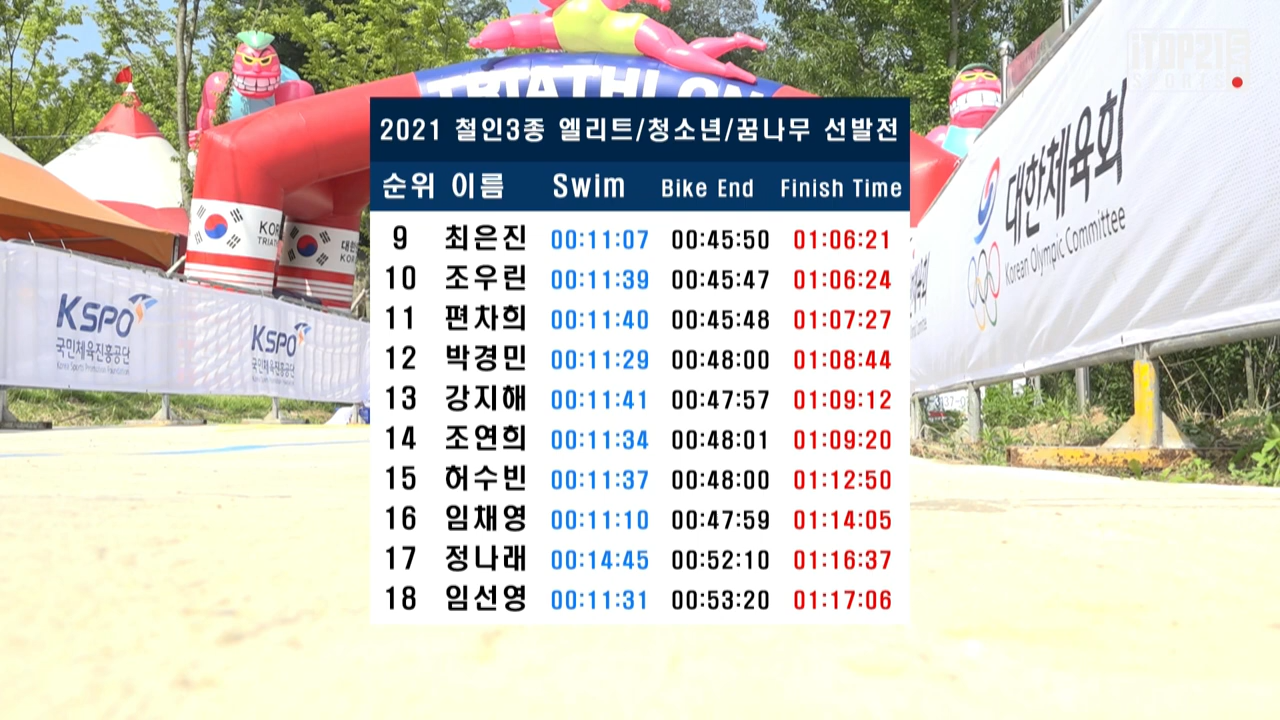 TRIATHLON
2021 철인3종 엘리트/청소년/꿈나무 선발전
순위 이름 Swim Bike End Finish Time
9 최은진 00:11:07 00:45:50 01:06:21
10 조우린 00:11:39 00:45:47 01:06:24
11 편차희 00:11:40 00:45:48 01:07:27
12 박경민 00:11:29 00:48:00 01:08:44
13 강지해 00:11:41 00:47:57 01:09:12
14 조연희 00:11:34 00:48:01 01:09:20
15 허수빈 00:11:37 00:48:00 01:12:50
16 임채영 00:11:10 00:47:59 01:14:05
17 정나래 00:14:45 00:52:10 01:16:37
18 임선영 00:11:31 00:53:20 01:17:06
KSPO
국민체육진흥공단
KSPO
국민체육진흥공단
대한체육회
Korean Olympic Committee